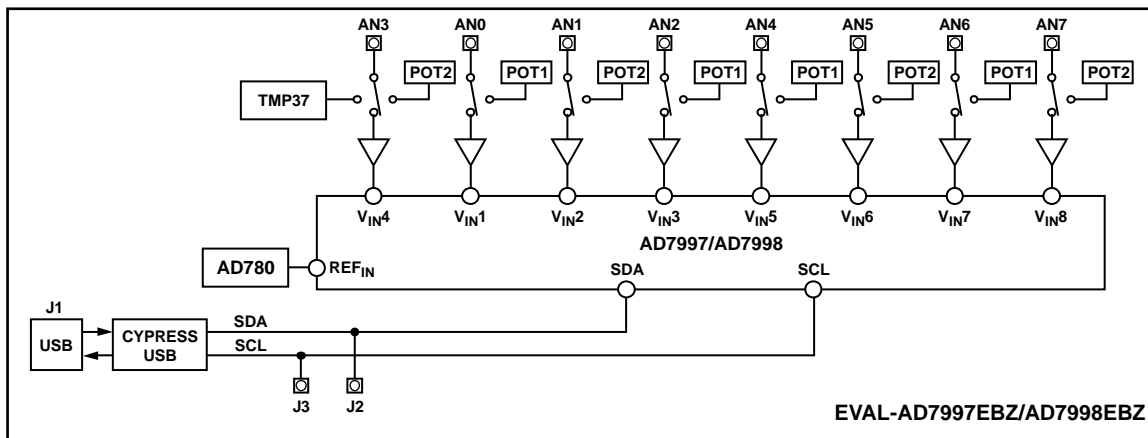 AN3 AN0 AN1 AN2 AN4 AN5 AN6 AN7
POT2 POT1 POT2 POT1 POT1 POT2 POT1 POT2
TMP37
VIN4 VIN1 VIN2 VIN3 VIN5 VIN6 VIN7 VIN8
AD7997/AD7998
AD780
REFIN
SDA
SCL
J1
USB
CYPRESS
USB
SDA
SCL
J3
J2
EVAL-AD7997EBZ/AD7998EBZ